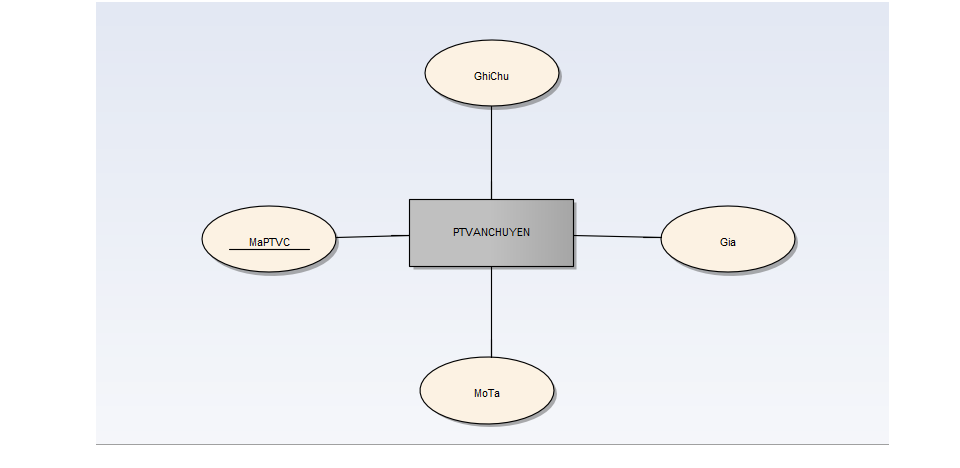 GhiChu
PTVANCHUYEN
MaPTVC
Gia
MoTa